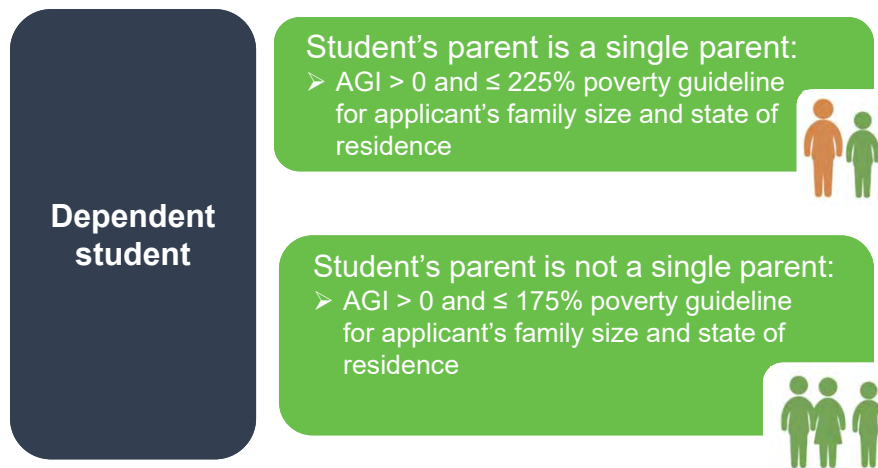 Dependent
student
Student’s parent is a single parent:
➢ AGI > 0 and ≤ 225% poverty guideline
for applicant’s family size and state of
residence
Student’s parent is not a single parent:
➢ AGI > 0 and ≤ 175% poverty guideline
for applicant’s family size and state of
residence